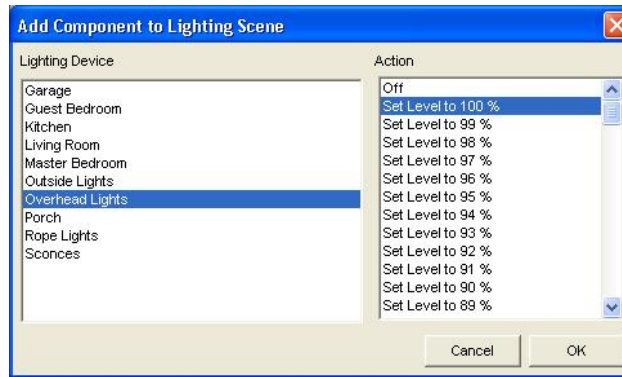 Add Component to Lighting Scene
Lighting Device
Garage
Guest Bedroom
Kitchen
Living Room
Master Bedroom
Outside Lights
Overhead Lights
Porch
Rope Lights
Sconces
Action
Off
Set Level to 100 %
Set Level to 99 %
Set Level to 98 %
Set Level to 97 %
Set Level to 96 %
Set Level to 95 %
Set Level to 94 %
Set Level to 93 %
Set Level to 92 %
Set Level to 91 %
Set Level to 90 %
Set Level to 89 %
Cancel
OK